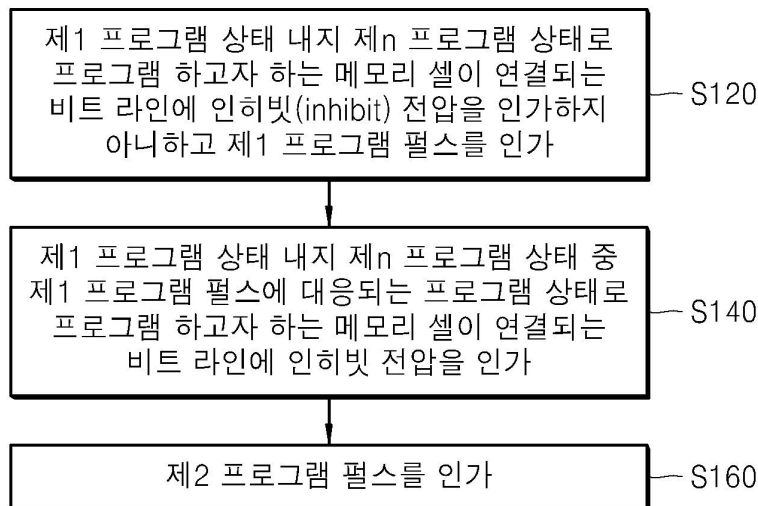 제1 프로그램 상태 내지 제n 프로그램 상태로
프로그램 하고자 하는 메모리 셀이 연결되는
비트 라인에 인히빗(inhibit) 전압을 인가하지
아니하고 제1 프로그램 펄스를 인가
S120
제1 프로그램 상태 내지 제n 프로그램 상태 중
제1 프로그램 펄스에 대응되는 프로그램 상태로
프로그램 하고자 하는 메모리 셀이 연결되는
비트 라인에 인히빗 전압을 인가
S140
제2 프로그램 펄스를 인가
S160